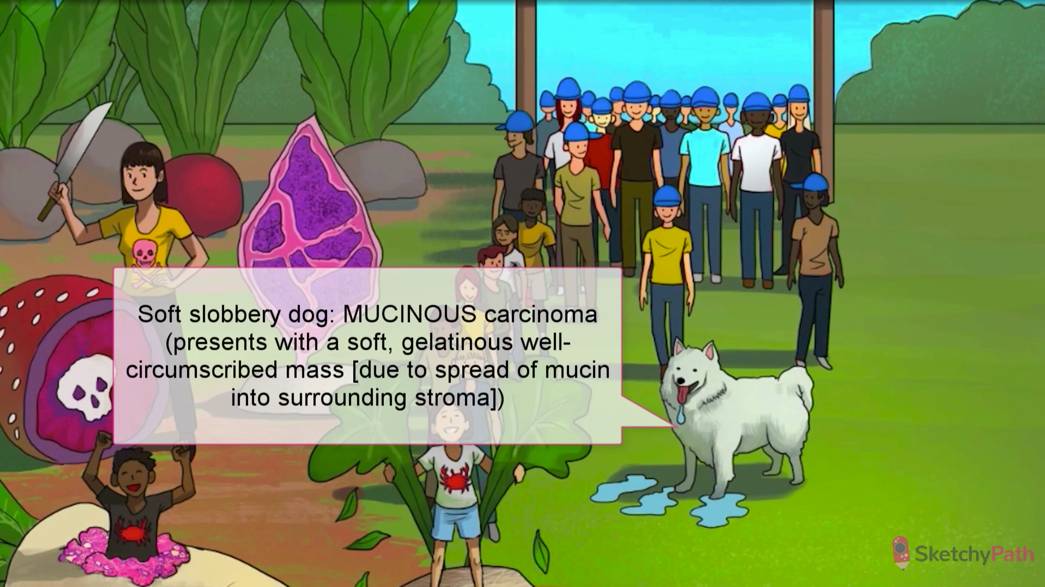 Soft slobbery dog: MUCINOUS carcinoma
(presents with a soft, gelatinous well-
circumscribed mass [due to spread of mucin
into surrounding stroma])
SketchyPath